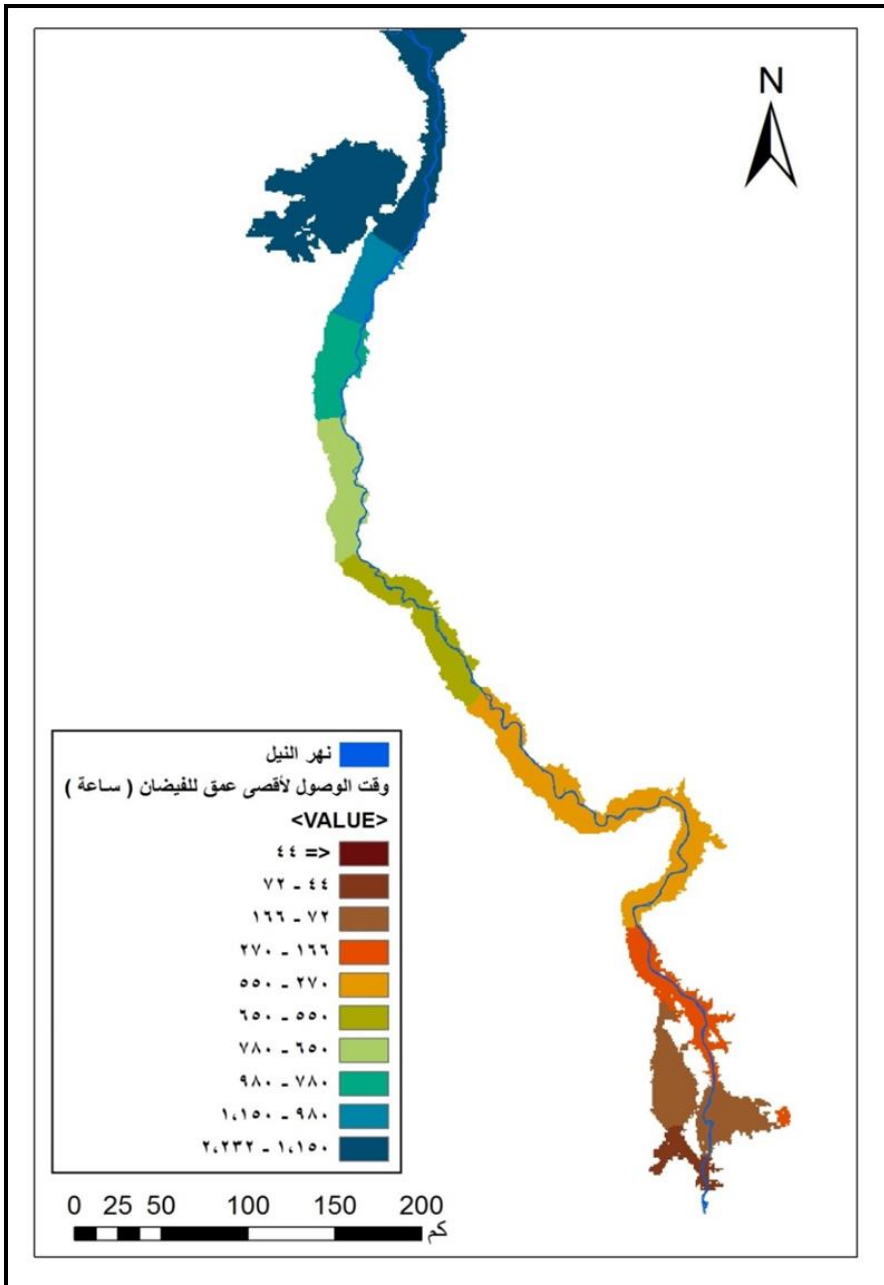 N
نهر النيل
وقت الوصول لأقصى عمق للفيضان ( ساعة )
<VALUE>
٤٤ =>
٤٤ - ٧٢
٧٢ - ١٦٦
١٦٦ - ٢٧٠
٢٧٠ - ٥٥٠
٥٥٠ - ٦٥٠
٦٥٠ - ٧٨٠
٧٨٠ - ٩٨٠
٩٨٠ - ١،١٥٠
١،١٥٠ - ٢،٢٣٢
0 25 50 100 150 200
كم